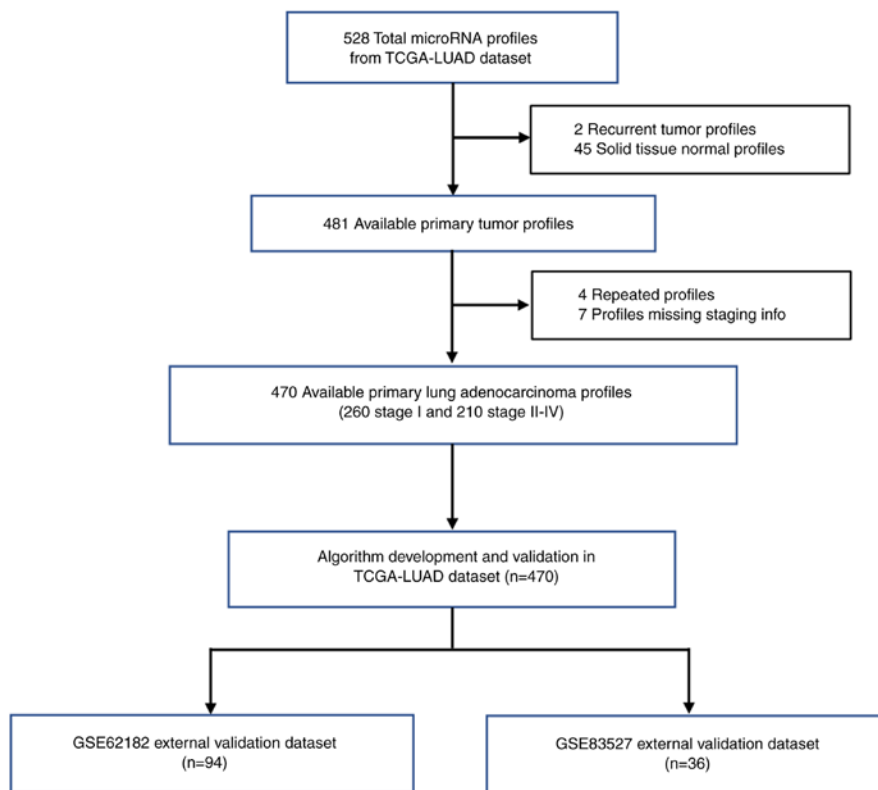 528 Total microRNA profiles
from TCGA-LUAD dataset
2 Recurrent tumor profiles
45 Solid tissue normal profiles
481 Available primary tumor profiles
4 Repeated profiles
7 Profiles missing staging info
470 Available primary lung adenocarcinoma profiles
(260 stage I and 210 stage II-IV)
Algorithm development and validation in
TCGA-LUAD dataset (n=470)
GSE62182 external validation dataset
(n=94)
GSE83527 external validation dataset
(n=36)